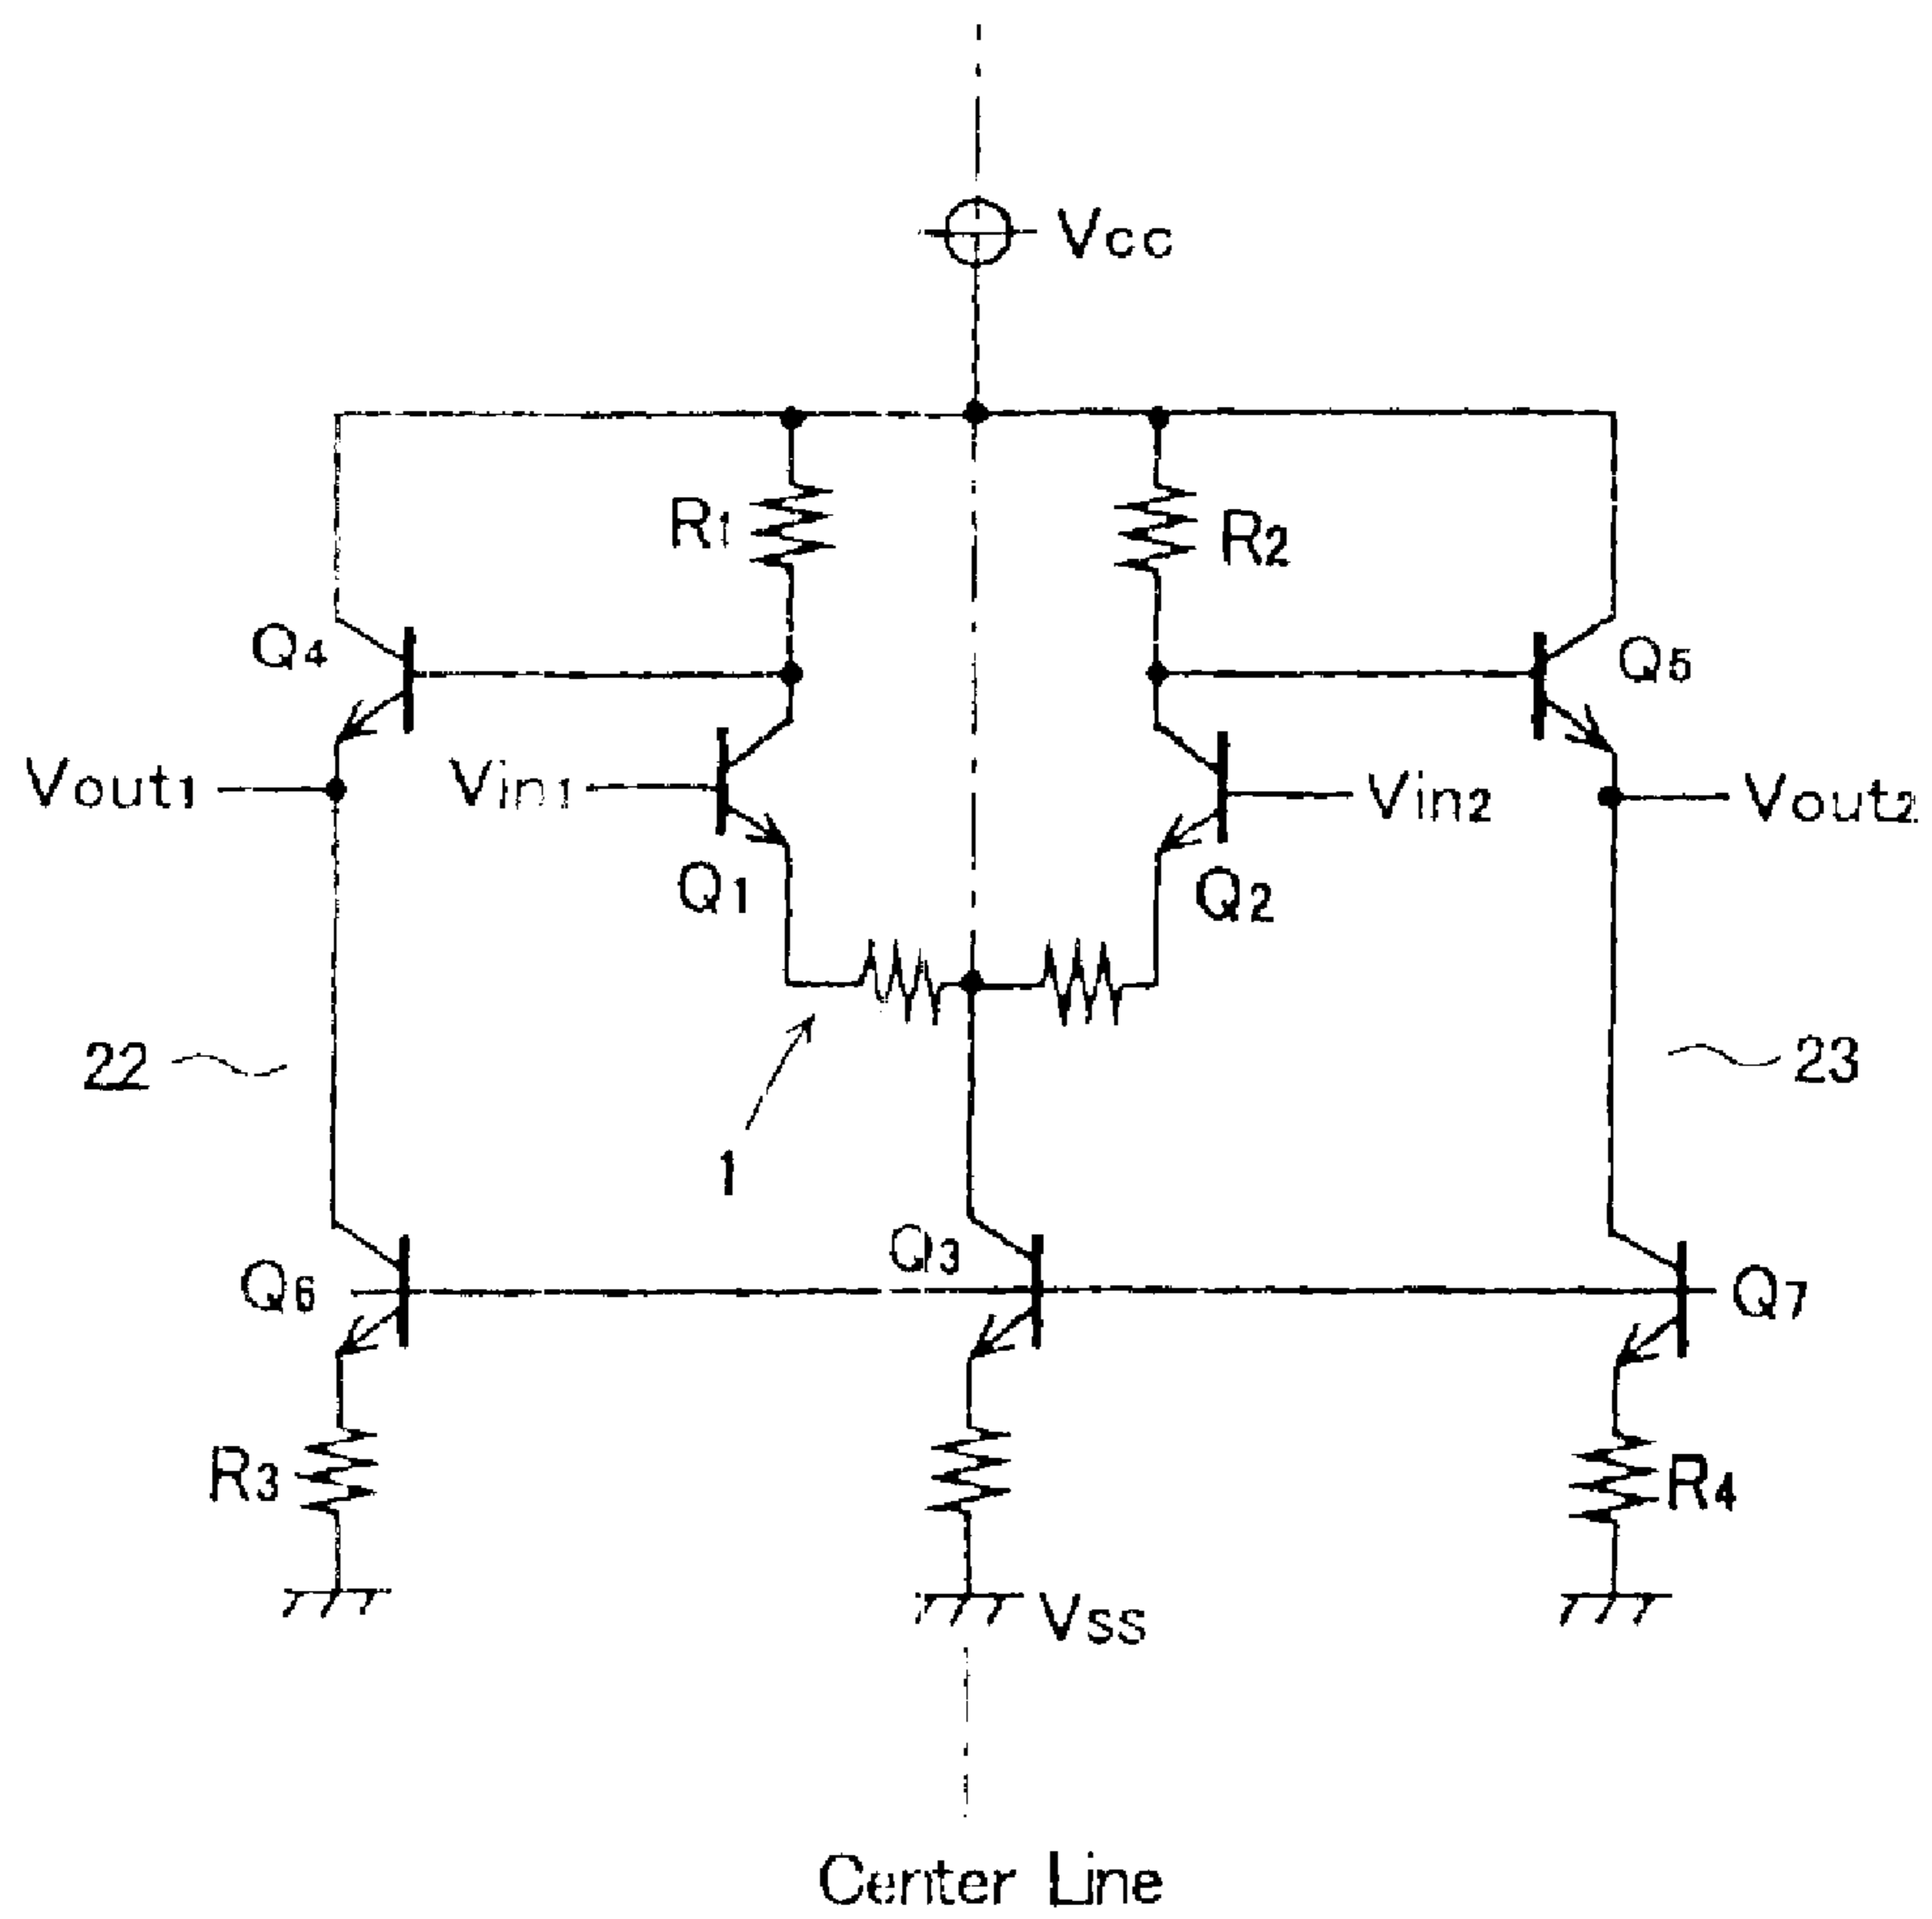 Vcc
R1
R2
Q4
Q5
Vout1
Vin1
Vin2
Vout2
Q1
Q2
22
23
1
Q3
Q6
Q7
R3
R4
Vss
Center Line